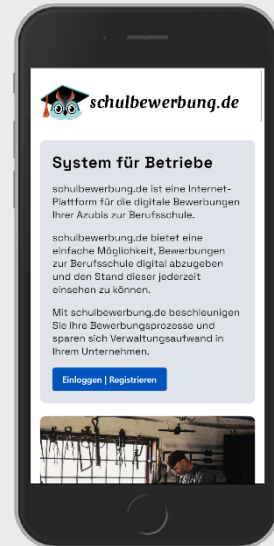 schulbewerbung.de
System für Betriebe
schulbewerbung.de ist eine Internet-
Plattform für die digitale Bewerbungen
Ihrer Azubis zur Berufsschule.
schulbewerbung.de bietet eine
einfache Möglichkeit, Bewerbungen
zur Berufsschule digital abzugeben
und den Stand dieser jederzeit
einsehen zu können.
Mit schulbewerbung.de beschleunigen
Sie Ihre Bewerbungsprozesse und
sparen sich Verwaltungsaufwand in
Ihrem Unternehmen.
Einloggen | Registrieren